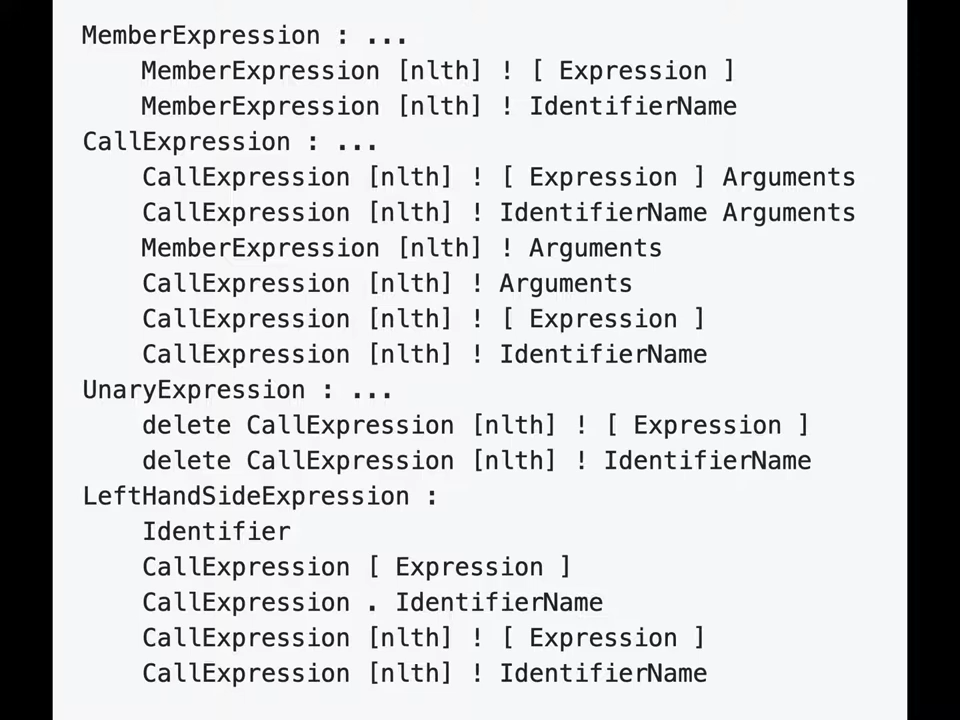 MemberExpression : ...
MemberExpression [nlth] ! [ Expression ]
MemberExpression [nlth] ! IdentifierName
CallExpression : ...
CallExpression [nlth] ! [ Expression ] Arguments
CallExpression [nlth] ! IdentifierName Arguments
MemberExpression [nlth] ! Arguments
CallExpression [nlth] ! Arguments
CallExpression [nlth] ! [ Expression ]
CallExpression [nlth] ! IdentifierName
UnaryExpression : ...
delete CallExpression [nlth] ! [ Expression ]
delete CallExpression [nlth] ! IdentifierName
LeftHandSideExpression :
Identifier
CallExpression [ Expression ]
CallExpression . IdentifierName
CallExpression [nlth] ! [ Expression ]
CallExpression [nlth] ! IdentifierName